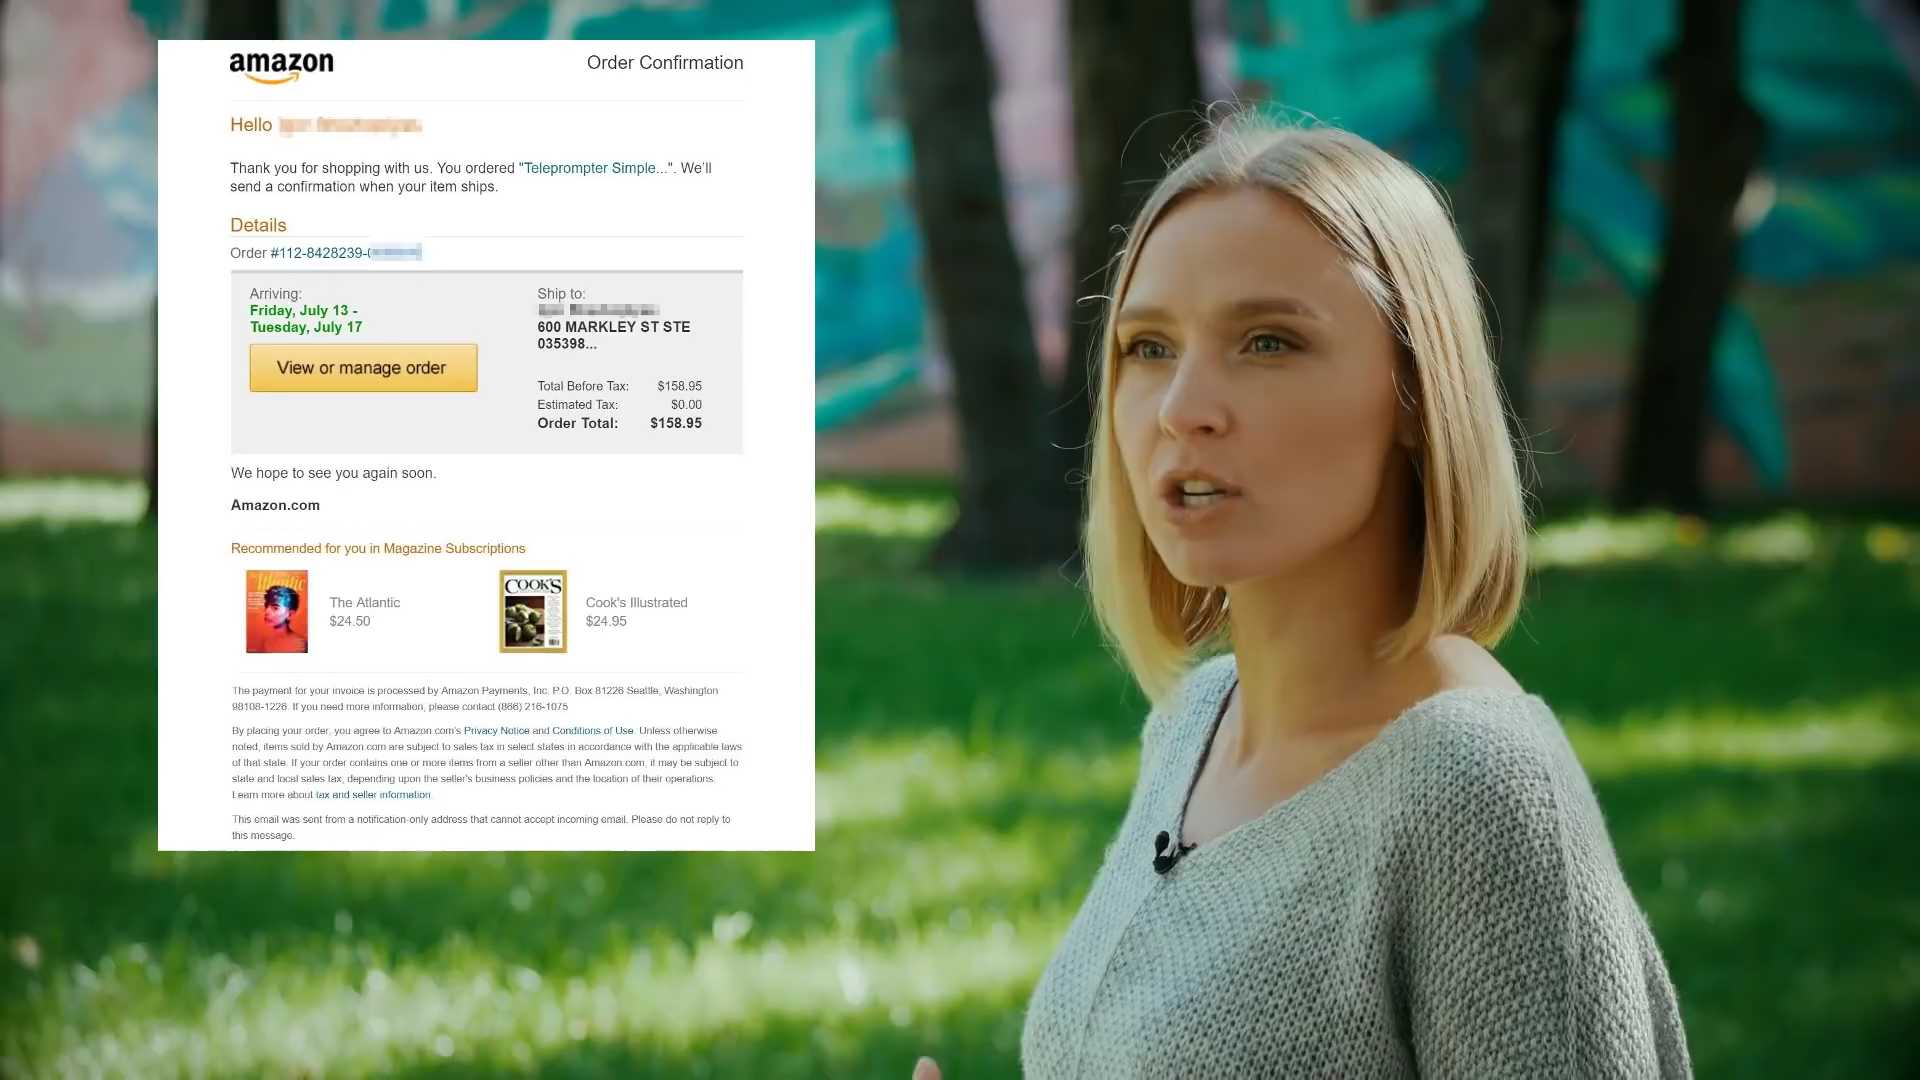 amazon
Order Confirmation
Hello
Thank you for shopping with us. You ordered "Teleprompter Simple...". We'll
send a confirmation when your item ships.
Details
Order #112-8428239-
Arriving:
Friday, July 13 -
Tuesday, July 17
View or manage order
Ship to:
600 MARKLEY ST STE
035398...
Total Before Tax: $158.95
Estimated Tax: $0.00
Order Total: $158.95
We hope to see you again soon.
Amazon.com
Recommended for you in Magazine Subscriptions
Atlantic
The Atlantic
$24.50
COOK'S
Cook's Illustrated
$24.95
The payment for your invoice is processed by Amazon Payments, Inc. P.O. Box 81226 Seattle, Washington
98108-1226. If you need more information, please contact (866) 216-1075
By placing your order, you agree to Amazon.com's Privacy Notice and Conditions of Use. Unless otherwise
noted, items sold by Amazon.com are subject to sales tax in select states in accordance with the applicable laws
of that state. If your order contains one or more items from a seller other than Amazon.com, it may be subject to
state and local sales tax, depending upon the seller's business policies and the location of their operations.
Learn more about tax and seller information.
This email was sent from a notification-only address that cannot accept incoming email. Please do not reply to
this message.